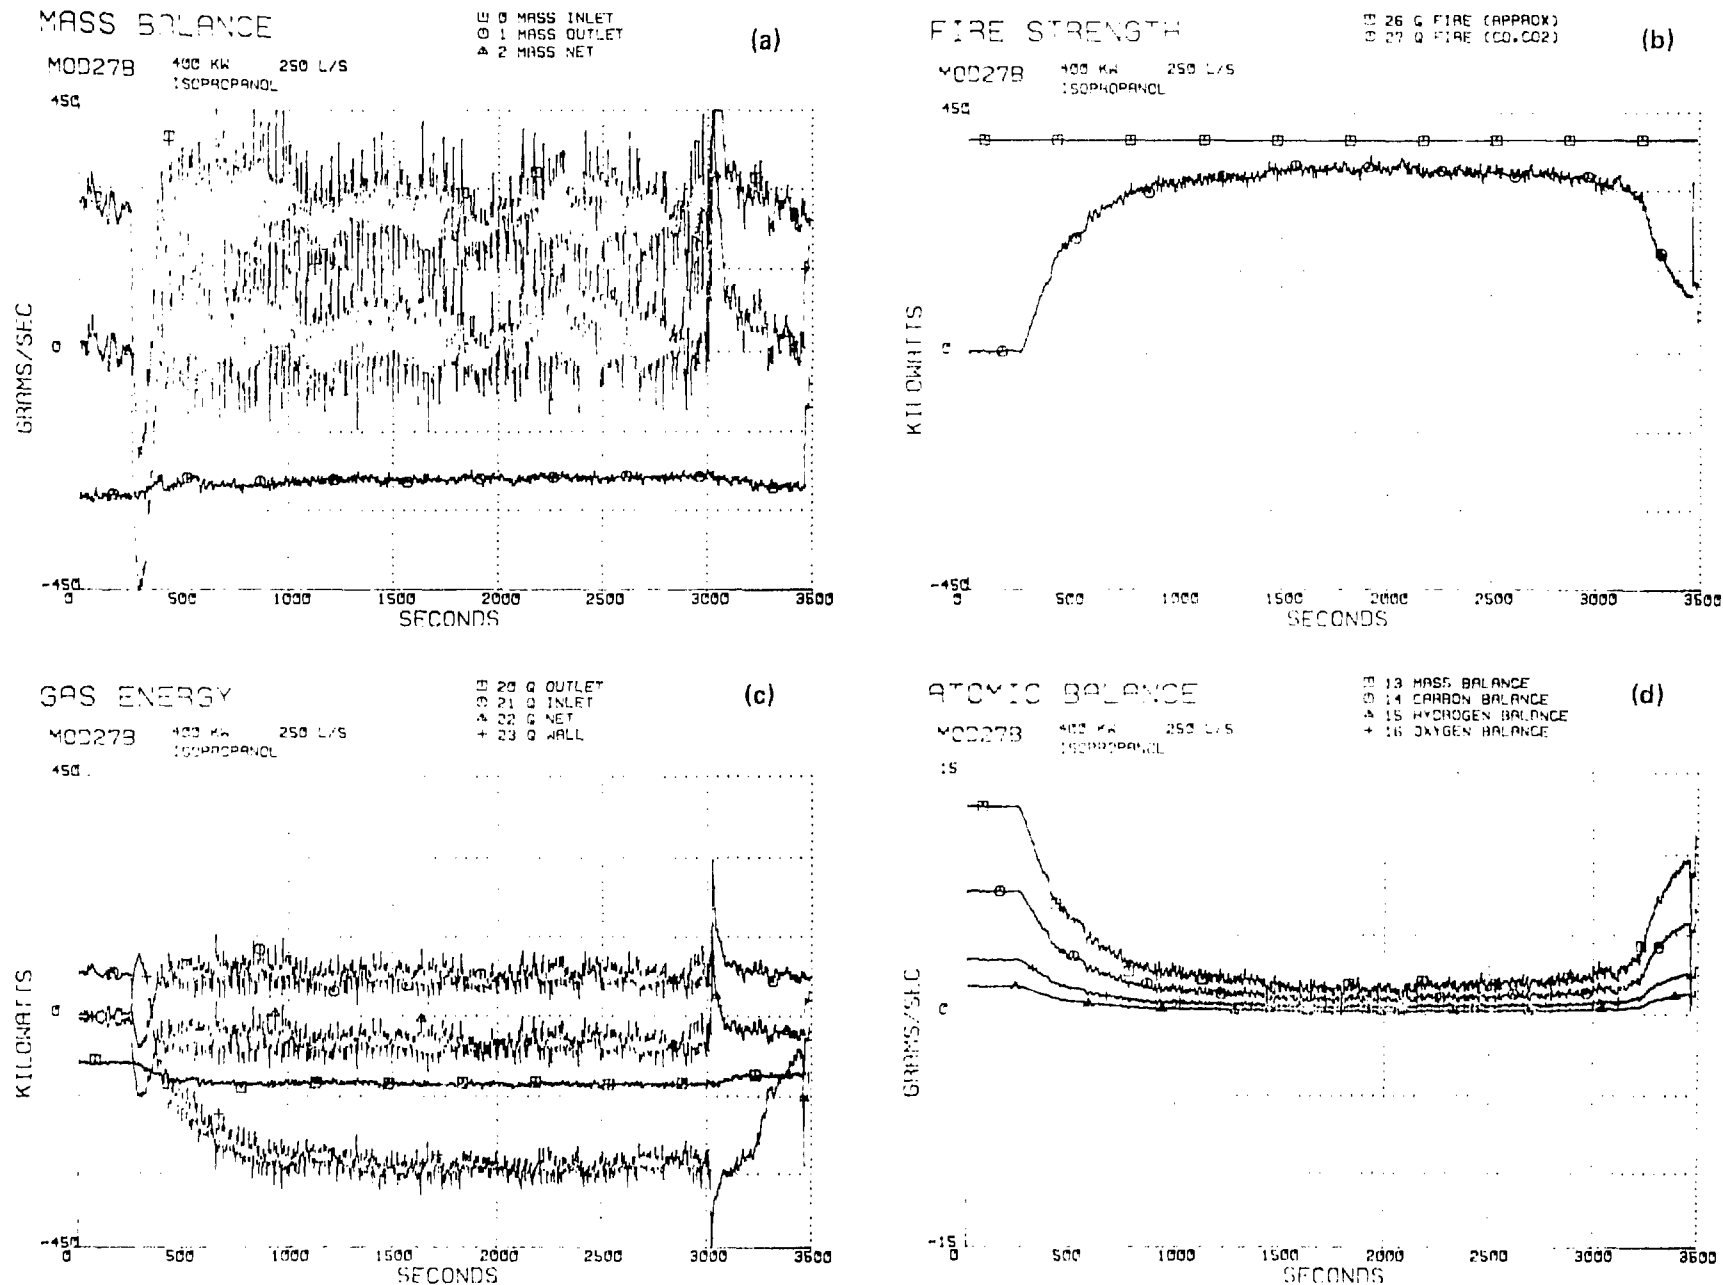 MASS BALANCE
0 MASS INLET
1 MASS OUTLET
2 MASS NET
(a)
MOD27B 400 KW 250 L/S
ISOPROPANOL
450
0
-450
GRAMS/SEC
0 500 1000 1500 2000 2500 3000 3500
SECONDS
FIRE STRENGTH
26 Q FIRE (APPROX)
27 Q FIRE (CO.CO2)
(b)
MOD27B 400 KW 250 L/S
ISOPROPANOL
450
0
-450
KILOWATTS
0 500 1000 1500 2000 2500 3000 3500
SECONDS
GAS ENERGY
20 Q OUTLET
21 Q INLET
22 Q NET
23 Q WALL
(c)
MOD27B 400 KW 250 L/S
ISOPROPANOL
450
0
-450
KILOWATTS
0 500 1000 1500 2000 2500 3000 3500
SECONDS
ATOMIC BALANCE
13 MASS BALANCE
14 CARBON BALANCE
15 HYDROGEN BALANCE
16 OXYGEN BALANCE
(d)
MOD27B 400 KW 250 L/S
ISOPROPANOL
15
0
-15
GRAMS/SEC
0 500 1000 1500 2000 2500 3000 3500
SECONDS